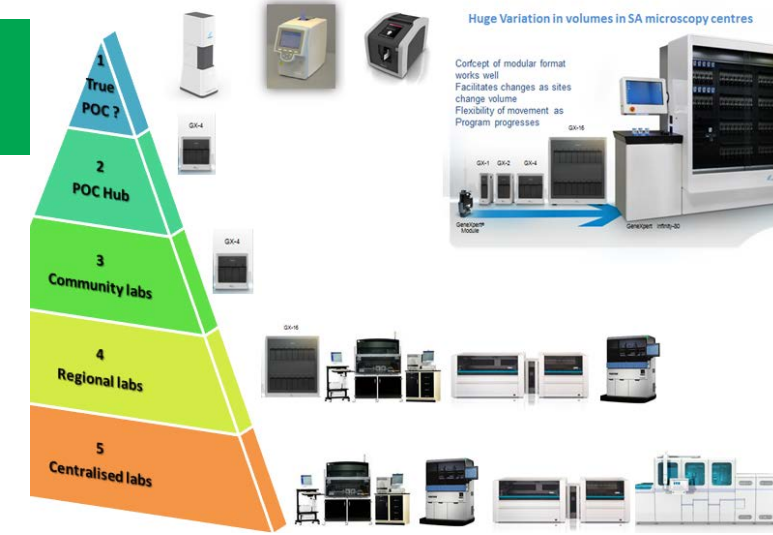 Huge Variation in volumes in SA microscopy centres
Concept of modular format
works well
Facilitates changes as sites
change volume
Flexibility of movement as
Program progresses
GX-16
GX-1 GX-2 GX-4
GeneXpert®
Module
GeneXpert Infinity-80
1
True
POC ?
GX-4
2
POC Hub
GX-4
3
Community labs
GX-16
4
Regional labs
5
Centralised labs